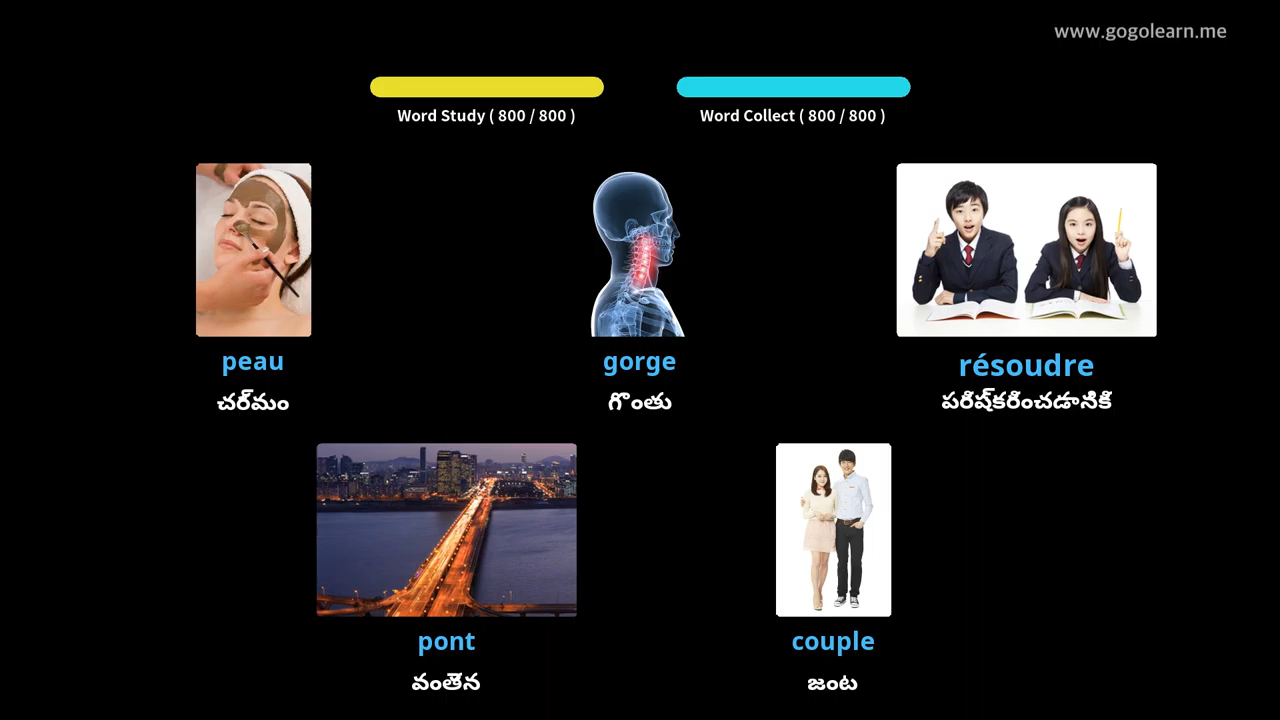 www.gogolearn.me
Word Study ( 800 / 800 )
Word Collect ( 800 / 800 )
peau
gorge
résoudre
చర్మం
గొంతు
పరిష్కరించడానికి
pont
couple
వంతెన
జంట